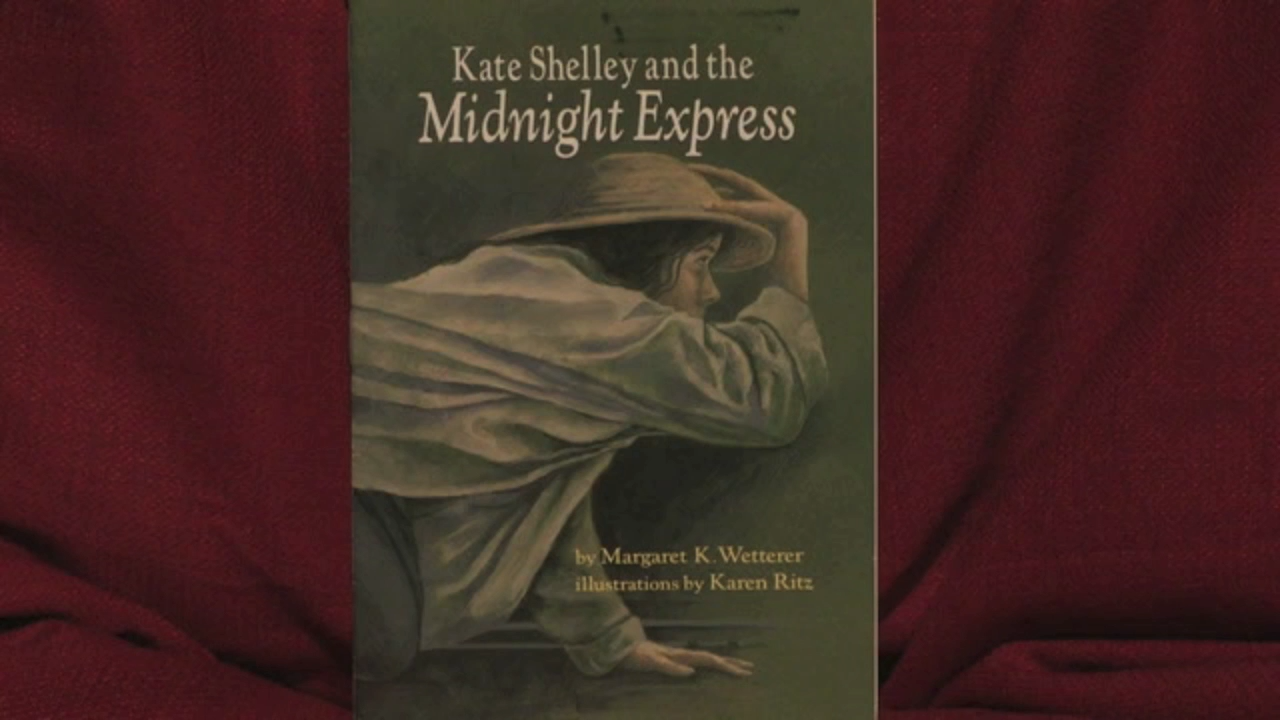 Kate Shelley and the
Midnight Express
by Margaret K. Wetterer
illustrations by Karen Ritz